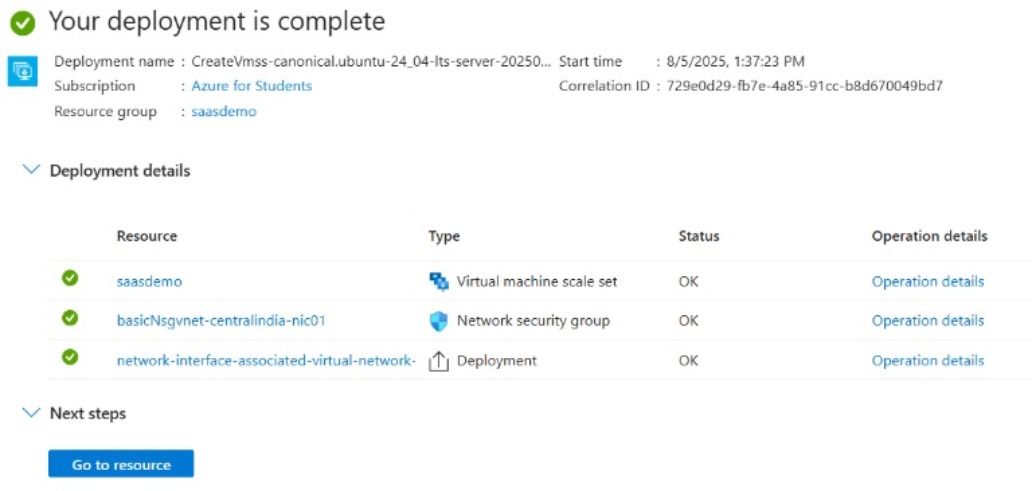 Your deployment is complete
Deployment name : CreateVmss-canonical.ubuntu-24_04-lts-server-20250... Start time : 8/5/2025, 1:37:23 PM
Subscription : Azure for Students Correlation ID : 729e0d29-fb7e-4a85-91cc-b8d670049bd7
Resource group : saasdemo
Deployment details
Resource Type Status Operation details
saasdemo Virtual machine scale set OK Operation details
basicNsgvnet-centralindia-nic01 Network security group OK Operation details
network-interface-associated-virtual-network- Deployment OK Operation details
Next steps
Go to resource